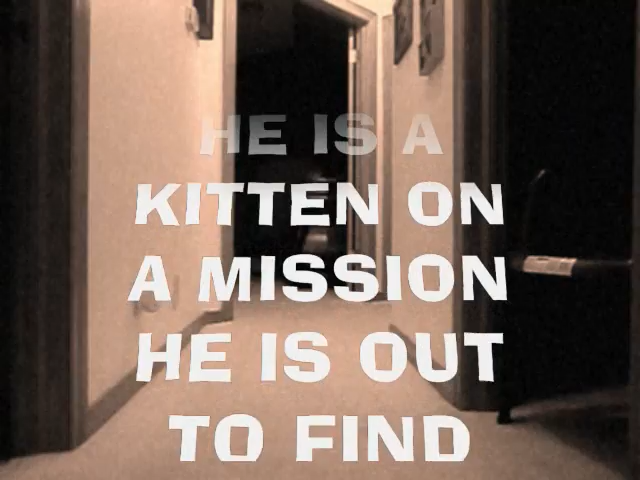 HE IS A
KITTEN ON
A MISSION
HE IS OUT
TO FIND